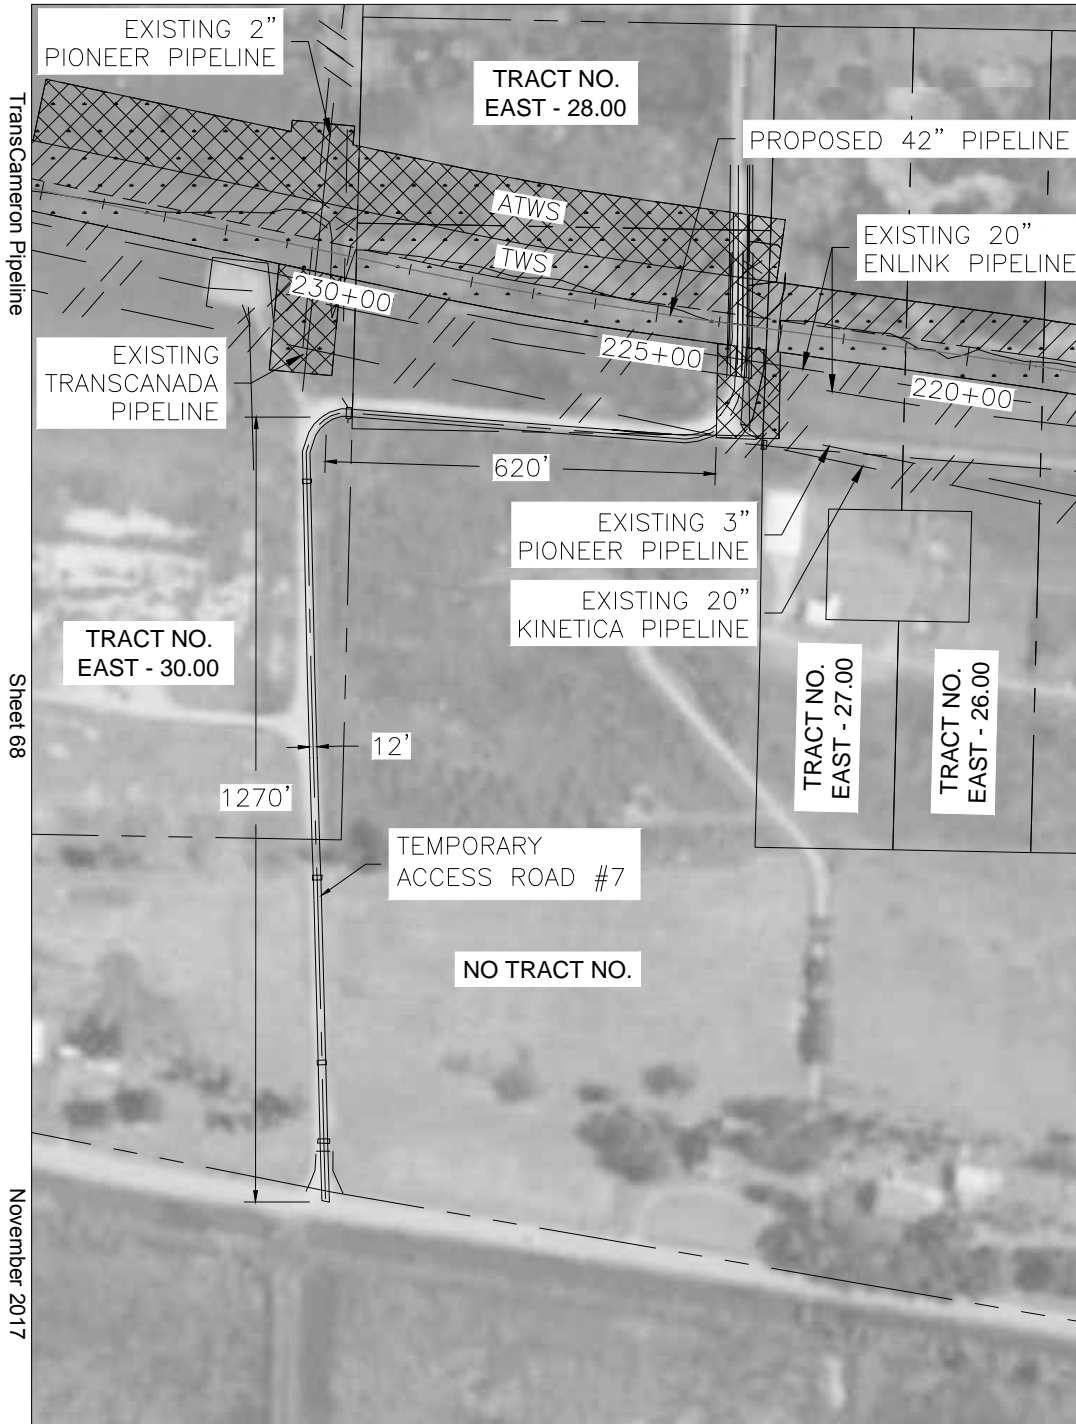 EXISTING 2”
PIONEER PIPELINE
TRACT NO.
EAST - 28.00
PROPOSED 42” PIPELINE
ATWS
TWS
EXISTING 20”
ENLINK PIPELINE
230+00
225+00
220+00
EXISTING
TRANSCANADA
PIPELINE
620’
EXISTING 3”
PIONEER PIPELINE
EXISTING 20”
KINETICA PIPELINE
TRACT NO.
EAST - 30.00
TRACT NO.
EAST - 27.00
TRACT NO.
EAST - 26.00
12’
1270’
TEMPORARY
ACCESS ROAD #7
NO TRACT NO.
TransCameron Pipeline
Sheet 68
November 2017